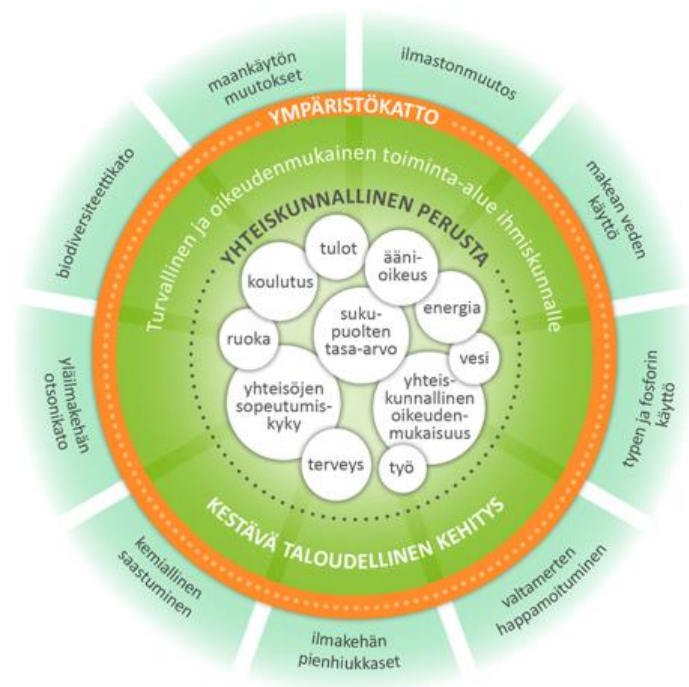 maankäytön
muutokset
ilmastonmuutos
makean veden
käyttö
typen ja fosforin
käyttö
valtamerten
happamoituminen
ilmakehän
pienhiukkaset
kemiallinen
saastuminen
yläilmakehän
otsonikato
biodiversiteettikato
YMPÄRISTÖKATTO
Turvallinen ja oikeudenmukainen toiminta-alue ihmiskunnalle
YHTEISKUNNALLINEN PERUSTA
tulot
ääni-
oikeus
koulutus
energia
suku-
puolten
tasa-arvo
ruoka
vesi
yhteisöjen
sopeutumis-
kyky
yhteis-
kunnallinen
oikeuden-
mukaisuus
terveys
työ
KESTÄVÄ TALOUDELLINEN KEHITYS